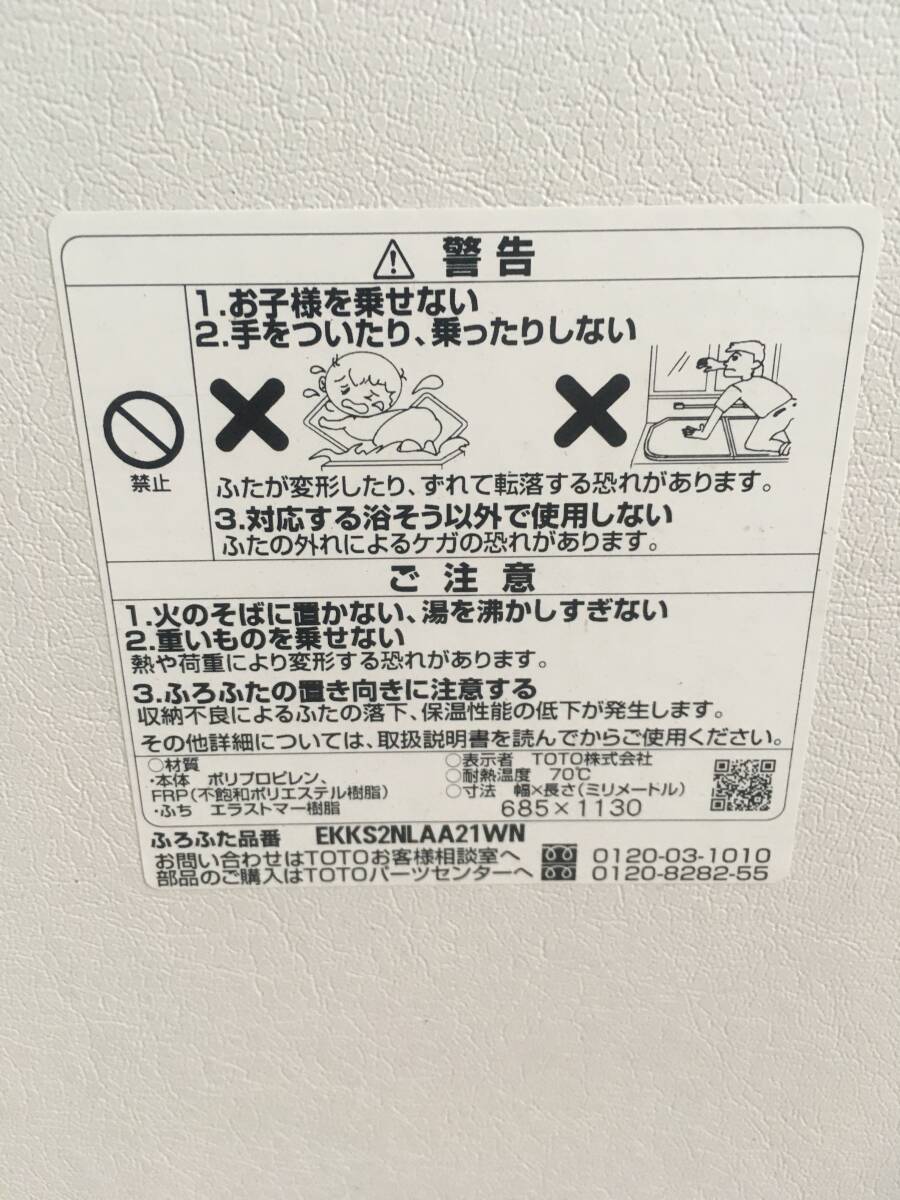 警告
1.お子様を乗せない
2.手をついたり、乗ったりしない
禁止
ふたが変形したり、ずれて転落する恐れがあります。
3.対応する浴そう以外で使用しない
ふたの外れによるケガの恐れがあります。
ご注意
1.火のそばに置かない、湯を沸かしすぎない
2.重いものを乗せない
熱や荷重により変形する恐れがあります。
3.ふろふたの置き向きに注意する
収納不良によるふたの落下、保温性能の低下が発生します。
その他詳細については、取扱説明書を読んでからご使用ください。
○材質
・本体 ポリプロピレン、
FRP(不飽和ポリエステル樹脂)
・ふち エラストマー樹脂
○表示者 TOTO株式会社
○耐熱温度 70℃
○寸法 幅×長さ(ミリメートル)
685×1130
ふろふた品番 EKKS2NLAA21WN
お問い合わせはTOTOお客様相談室へ 0120-03-1010
部品のご購入はTOTOパーツセンターへ 0120-8282-55